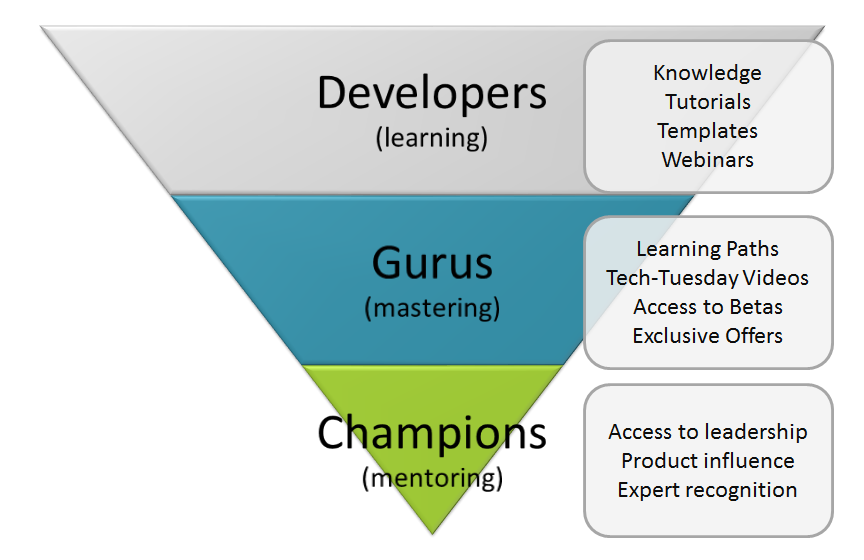 Developers
(learning)
Knowledge
Tutorials
Templates
Webinars
Gurus
(mastering)
Learning Paths
Tech-Tuesday Videos
Access to Betas
Exclusive Offers
Champions
(mentoring)
Access to leadership
Product influence
Expert recognition